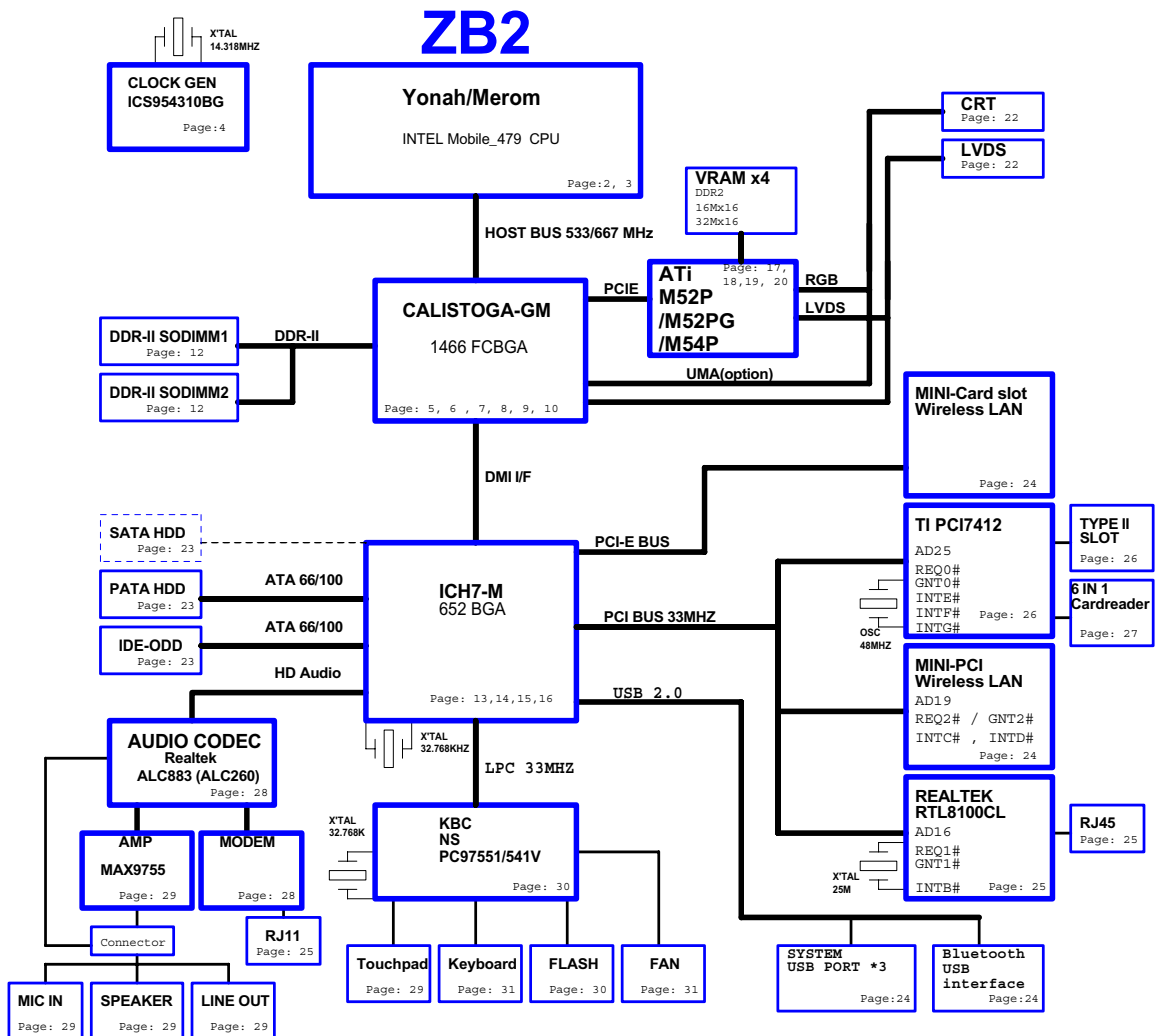 ZB2
X'TAL
14.318MHZ
CLOCK GEN
ICS954310BG
Page:4
Yonah/Merom
INTEL Mobile_479 CPU
Page:2, 3
CRT
Page: 22
LVDS
Page: 22
VRAM x4
DDR2
16Mx16
32Mx16
HOST BUS 533/667 MHz
ATi
M52P
/M52PG
/M54P
Page: 17,
18,19, 20
PCIE
RGB
LVDS
CALISTOGA-GM
1466 FCBGA
Page: 5, 6 , 7, 8, 9, 10
DDR-II SODIMM1
Page: 12
DDR-II
DDR-II SODIMM2
Page: 12
UMA(option)
MINI-Card slot
Wireless LAN
Page: 24
DMI I/F
SATA HDD
Page: 23
PCI-E BUS
TI PCI7412
AD25
REQ0#
GNT0#
INTE#
INTF#
INTG#
Page: 26
OSC
48MHZ
TYPE II
SLOT
Page: 26
6 IN 1
Cardreader
Page: 27
PATA HDD
Page: 23
ATA 66/100
ICH7-M
652 BGA
Page: 13,14,15,16
PCI BUS 33MHZ
IDE-ODD
Page: 23
ATA 66/100
HD Audio
USB 2.0
MINI-PCI
Wireless LAN
AD19
REQ2# / GNT2#
INTC# , INTD#
Page: 24
AUDIO CODEC
Realtek
ALC883 (ALC260)
Page: 28
X'TAL
32.768KHZ
LPC 33MHZ
REALTEK
RTL8100CL
AD16
REQ1#
GNT1#
INTB#
Page: 25
X'TAL
25M
RJ45
Page: 25
AMP
MAX9755
Page: 29
MODEM
Page: 28
X'TAL
32.768K
KBC
NS
PC97551/541V
Page: 30
Connector
RJ11
Page: 25
Touchpad
Page: 29
Keyboard
Page: 31
FLASH
Page: 30
FAN
Page: 31
SYSTEM
USB PORT *3
Page:24
Bluetooth
USB
interface
Page:24
MIC IN
Page: 29
SPEAKER
Page: 29
LINE OUT
Page: 29